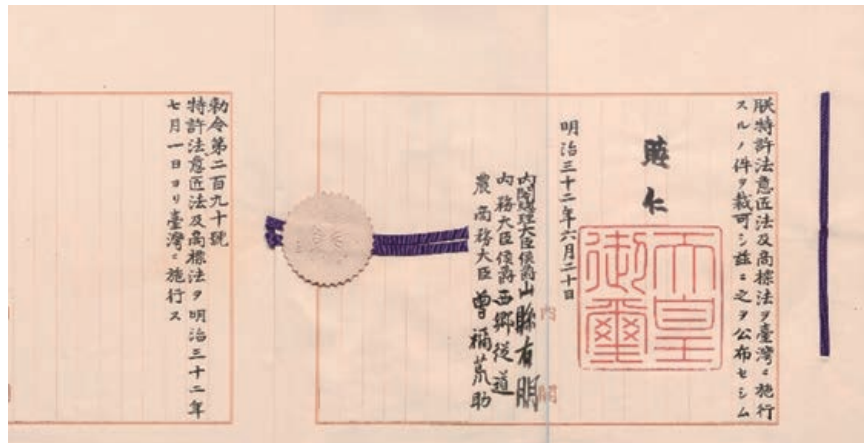 朕特許法意匠法及商標法ヲ臺灣ニ施行
スルノ件ヲ裁可シ玆ニ之ヲ公布セシム
睦仁
天皇
御璽
明治三十二年六月二十日
内閣
内閣總理大臣侯爵山縣有朋
内務大臣侯爵西鄕從道
農商務大臣曾禰荒助
勅令第二百九十號
特許法意匠法及商標法ヲ明治三十二年
七月一日ヨリ臺灣ニ施行ス